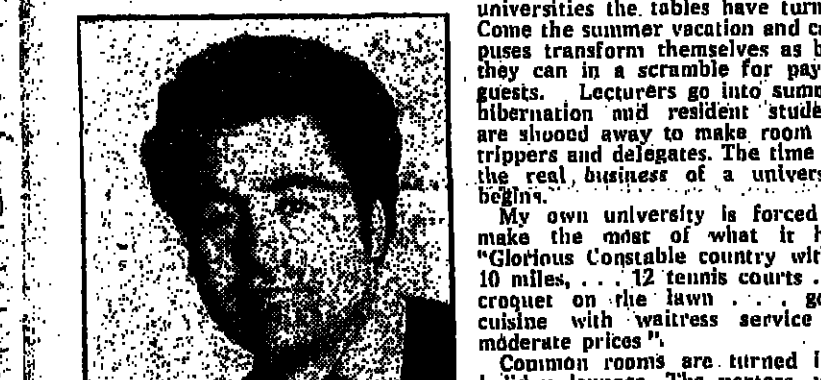 universities the tables have turn
Come the summer vacation and c
puses transform themselves as b
they can in a scramble for pay
guests. Lecturers go into sum
hibernation and resident stude
are shooed away to make room
trippers and delegates. The time
the real business of a univers
begins.
My own university is forced
make the most of what it h
"Glorious Constable country wit
10 miles, . . . 12 tennis courts .
croquet on the lawn . . . go
cuisine with waitress service
moderate prices".
Common rooms are turned i